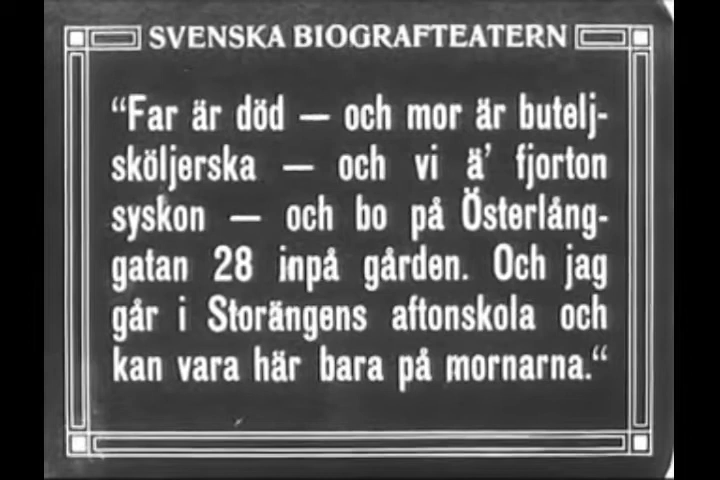 SVENSKA BIOGRAFTEATERN
“Far är död — och mor är butelj-
sköljerska — och vi ä’ fjorton
syskon — och bo på Österlång-
gatan 28 inpå gården. Och jag
går i Storängens aftonskola och
kan vara här bara på mornarna.“